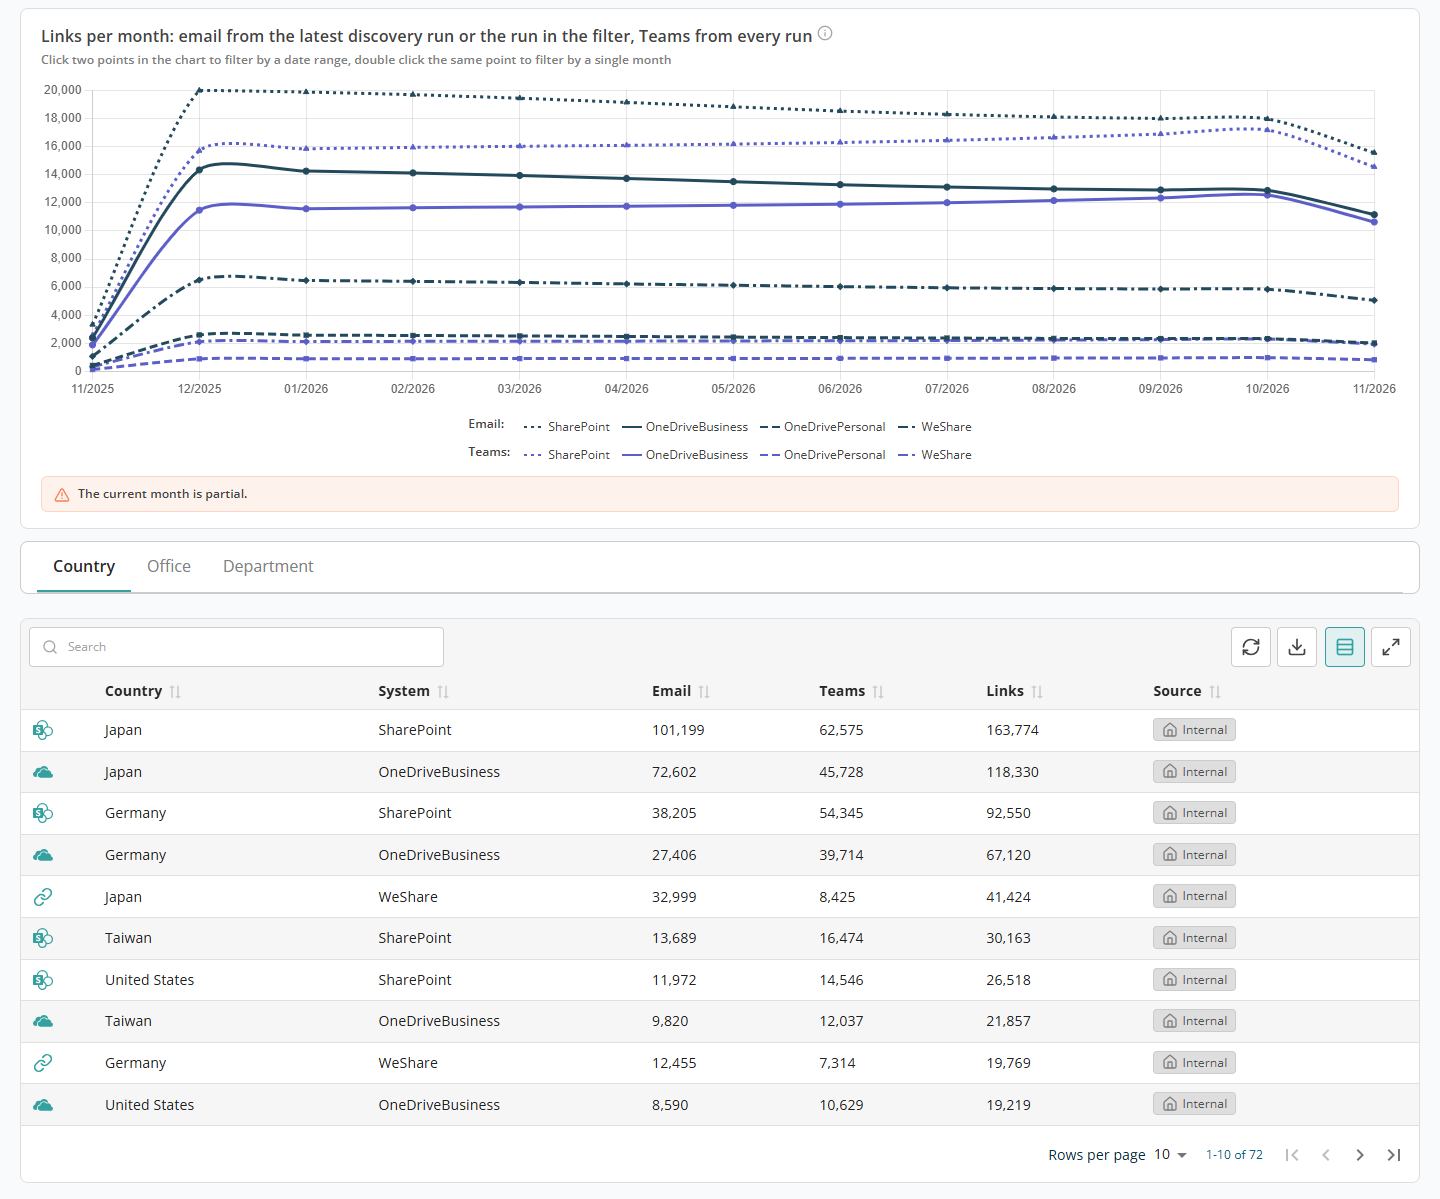 Links per month: email from the latest discovery run or the run in the filter, Teams from every run
Click two points in the chart to filter by a date range, double click the same point to filter by a single month
20,000
18,000
16,000
14,000
12,000
10,000
8,000
6,000
4,000
2,000
0
11/2025 12/2025 01/2026 02/2026 03/2026 04/2026 05/2026 06/2026 07/2026 08/2026 09/2026 10/2026 11/2026
Email: SharePoint OneDriveBusiness OneDrivePersonal WeShare
Teams: SharePoint OneDriveBusiness OneDrivePersonal WeShare
The current month is partial.
Country Office Department
Search
Country System Email Teams Links Source
Japan SharePoint 101,199 62,575 163,774 Internal
Japan OneDriveBusiness 72,602 45,728 118,330 Internal
Germany SharePoint 38,205 54,345 92,550 Internal
Germany OneDriveBusiness 27,406 39,714 67,120 Internal
Japan WeShare 32,999 8,425 41,424 Internal
Taiwan SharePoint 13,689 16,474 30,163 Internal
United States SharePoint 11,972 14,546 26,518 Internal
Taiwan OneDriveBusiness 9,820 12,037 21,857 Internal
Germany WeShare 12,455 7,314 19,769 Internal
United States OneDriveBusiness 8,590 10,629 19,219 Internal
Rows per page 10 1-10 of 72